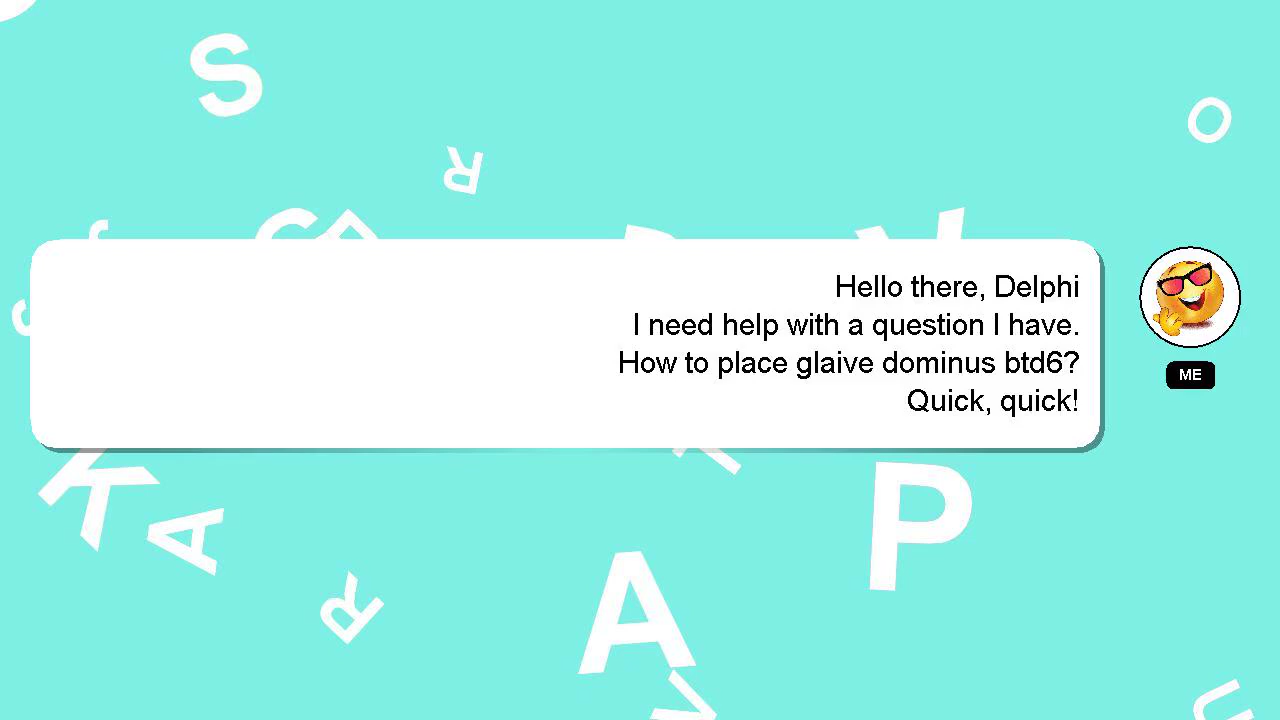 Hello there, Delphi
I need help with a question I have.
How to place glaive dominus btd6?
Quick, quick!
ME
S
R
O
K
A
R
A
P
V
U